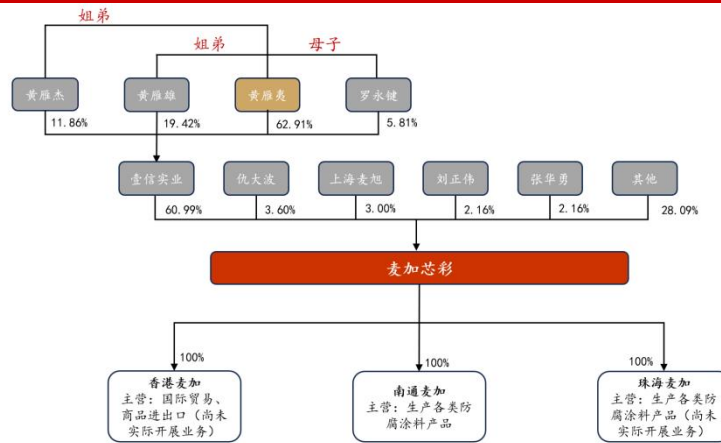 姐弟
姐弟
母子
黄雁杰
黄雁雄
黄雁夷
罗永键
11.86%
19.42%
62.91%
5.81%
壹信实业
仇大波
上海麦旭
刘正伟
张华勇
其他
60.99%
3.60%
3.00%
2.16%
2.16%
28.09%
麦加芯彩
100%
100%
100%
香港麦加
主营：国际贸易、
商品进出口（尚未
实际开展业务）
南通麦加
主营：生产各类防
腐涂料产品
珠海麦加
主营：生产各类防
腐涂料产品（尚未
实际开展业务）